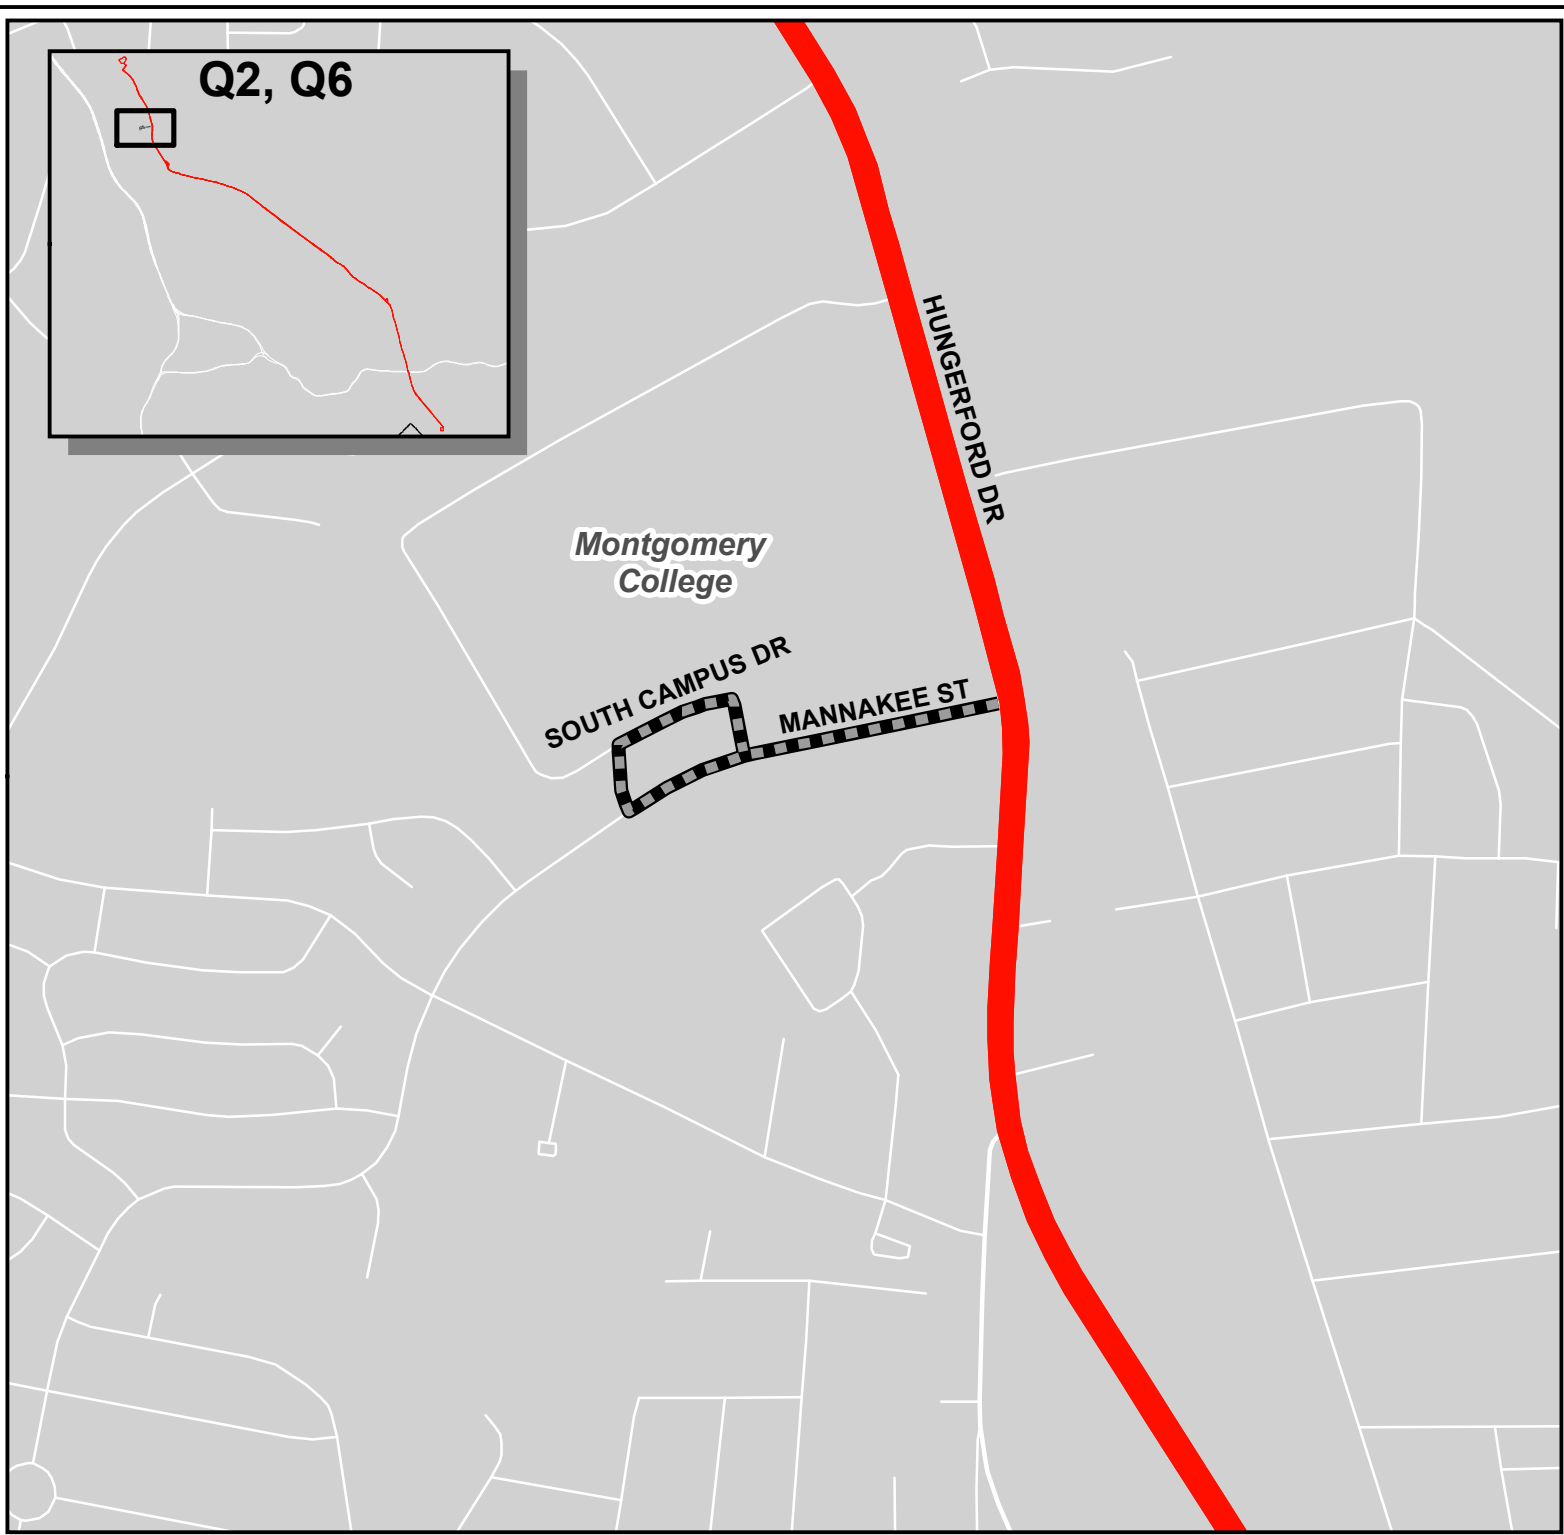 Q2, Q6
HUNGERFORD DR
Montgomery
College
SOUTH CAMPUS DR
MANNAKEE ST